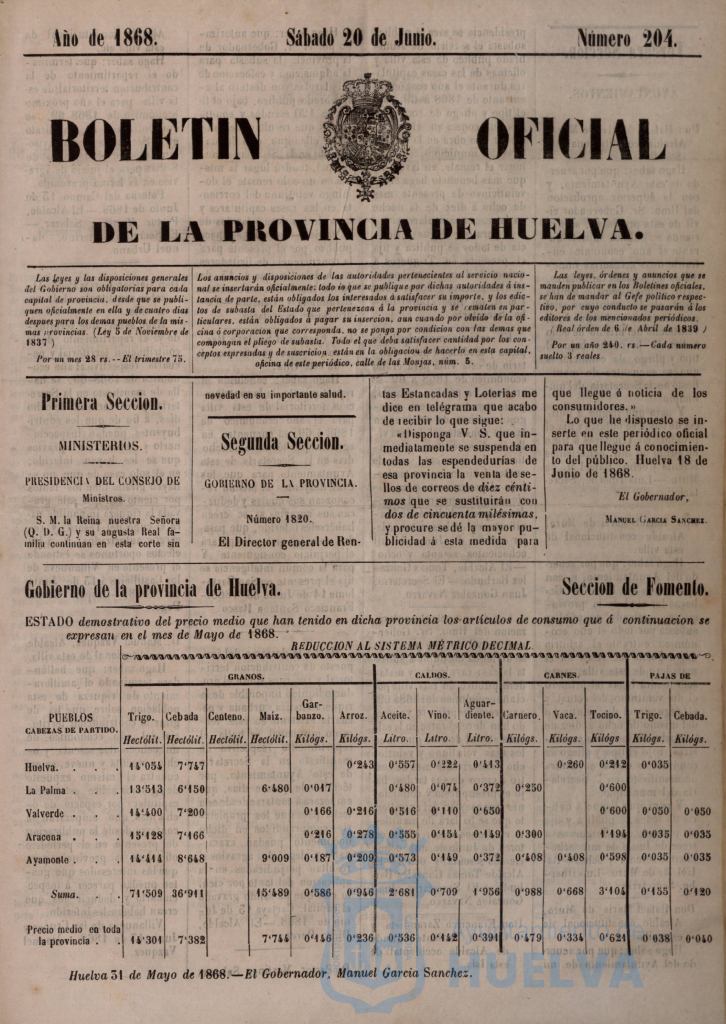 Año de 1868. Sábado 20 de Junio. Número 204.
BOLETIN OFICIAL
DE LA PROVINCIA DE HUELVA.
Las leyes y las disposiciones generales
del Gobierno son obligatorias para cada
capital de provincia, desde que se publi-
quen oficialmente en ella y de cuatro dias
despues para los demas pueblos de la mis-
ma provincias. (Ley 5 de Noviembre de
1837)
Por un mes 28 rs.--El trimestre 75.
Los anuncios y disposiciones de las autoridades pertenecientes al servicio nacio-
nal se insertarán oficialmente: todo lo que se publique por dichas autoridades á ins-
tancia de parte, están obligados los interesados á satisfacer su importe, y los edic-
tos de subasta del Estado que pertenezcan á la provincia y se rematen en par-
ticulares, están obligados á pagar su insercion, aun cuando por olvido de la ofi-
cina ó corporacion que corresponda, no se ponga por condicion con las demas que
compongan el pliego de subasta. Todo el que deba satisfacer cantidad por los con-
ceptos espresados y de suscricion, están en la obligacion de hacerlo en esta capital,
oficina de este periódico, calle de las Monjas, núm. 5.
Las leyes, órdenes y anuncios que se
manden publicar en los Boletines oficiales,
se han de mandar al Gefe político respec-
tivo, por cuyo conducto se pasarán á los
editores de los mencionados periódicos.
(Real órden de 6 de Abril de 1839)
Por un año 240. rs.—Cada número
suelto 3 reales.
Primera Seccion.
MINISTERIOS.
PRESIDENCIA DEL CONSEJO DE
Ministros.
S. M. la Reina nuestra Señora
(Q. D. G.) y su augusta Real fa-
milia continúan en esta corte sin
novedad en su importante salud.
Segunda Seccion.
GOBIERNO DE LA PROVINCIA.
Número 1820.
El Director general de Ren-
tas Estancadas y Loterías me
dice en telégrama que acabo
de recibir lo que sigue:
«Disponga V. S. que in-
mediatamente se suspenda en
todas las espendedurías de
esa provincia la venta de se-
llos de correos de diez cénti-
mos que se sustituirán con
dos de cincuenta milésimas,
y procure se dé la mayor pu-
blicidad á esta medida para
que llegue á noticia de los
consumidores.»
Lo que he dispuesto se in-
serte en este periódico oficial
para que llegue á conocimien-
to del público. Huelva 18 de
Junio de 1868.
El Gobernador,
MANUEL GARCIA SANCHEZ.
Gobierno de la provincia de Huelva. Seccion de Fomento.
ESTADO demostrativo del precio medio que han tenido en dicha provincia los artículos de consumo que á continuacion se
expresan en el mes de Mayo de 1868.
REDUCCION AL SISTEMA MÉTRICO DECIMAL
GRANOS. CALDOS. CARNES. PAJAS DE
PUEBLOS
CABEZAS DE PARTIDO.
Trigo. Cebada Centeno. Maiz. Gar-banzo. Arroz. Aceite. Vino. Aguar-diente. Carnero. Vaca. Tocino. Trigo. Cebada.
Hectólit. Hectólit. Hectólit. Hectólit. Kilógs. Kilógs. Litro. Litro. Litro. Kilógs. Kilógs. Kilógs. Kilógs. Kilógs.
Huelva. . . . 14'054 7'747 0'243 0'557 0'222 0'413 0'260 0'212 0'035
La Palma . . . 13'513 6'150 6'480 0'017 0'480 0'074 0'372 0'250 0'600
Valverde . . . 14'400 7'200 0'166 0'216 0'516 0'110 0'650 0'600 0'050 0'050
Aracena . . . 15'128 7'166 0'216 0'278 0'555 0'154 0'149 0'300 1'194 0'035 0'035
Ayamonte . . . 14'414 8'648 9'009 0'187 0'209 0'573 0'149 0'372 0'408 0'408 0'598 0'035 0'035
Suma. . . 71'509 36'911 15'489 0'586 0'946 2'681 0'709 1'956 0'988 0'668 3'104 0'155 0'120
Precio medio en toda
la provincia . . 14'301 7'382 7'744 0'146 0'236 0'536 0'142 0'391 0'479 0'334 0'621 0'038 0'040
Huelva 31 de Mayo de 1868.—El Gobernador, Manuel Garcia Sanchez.
HUELVA